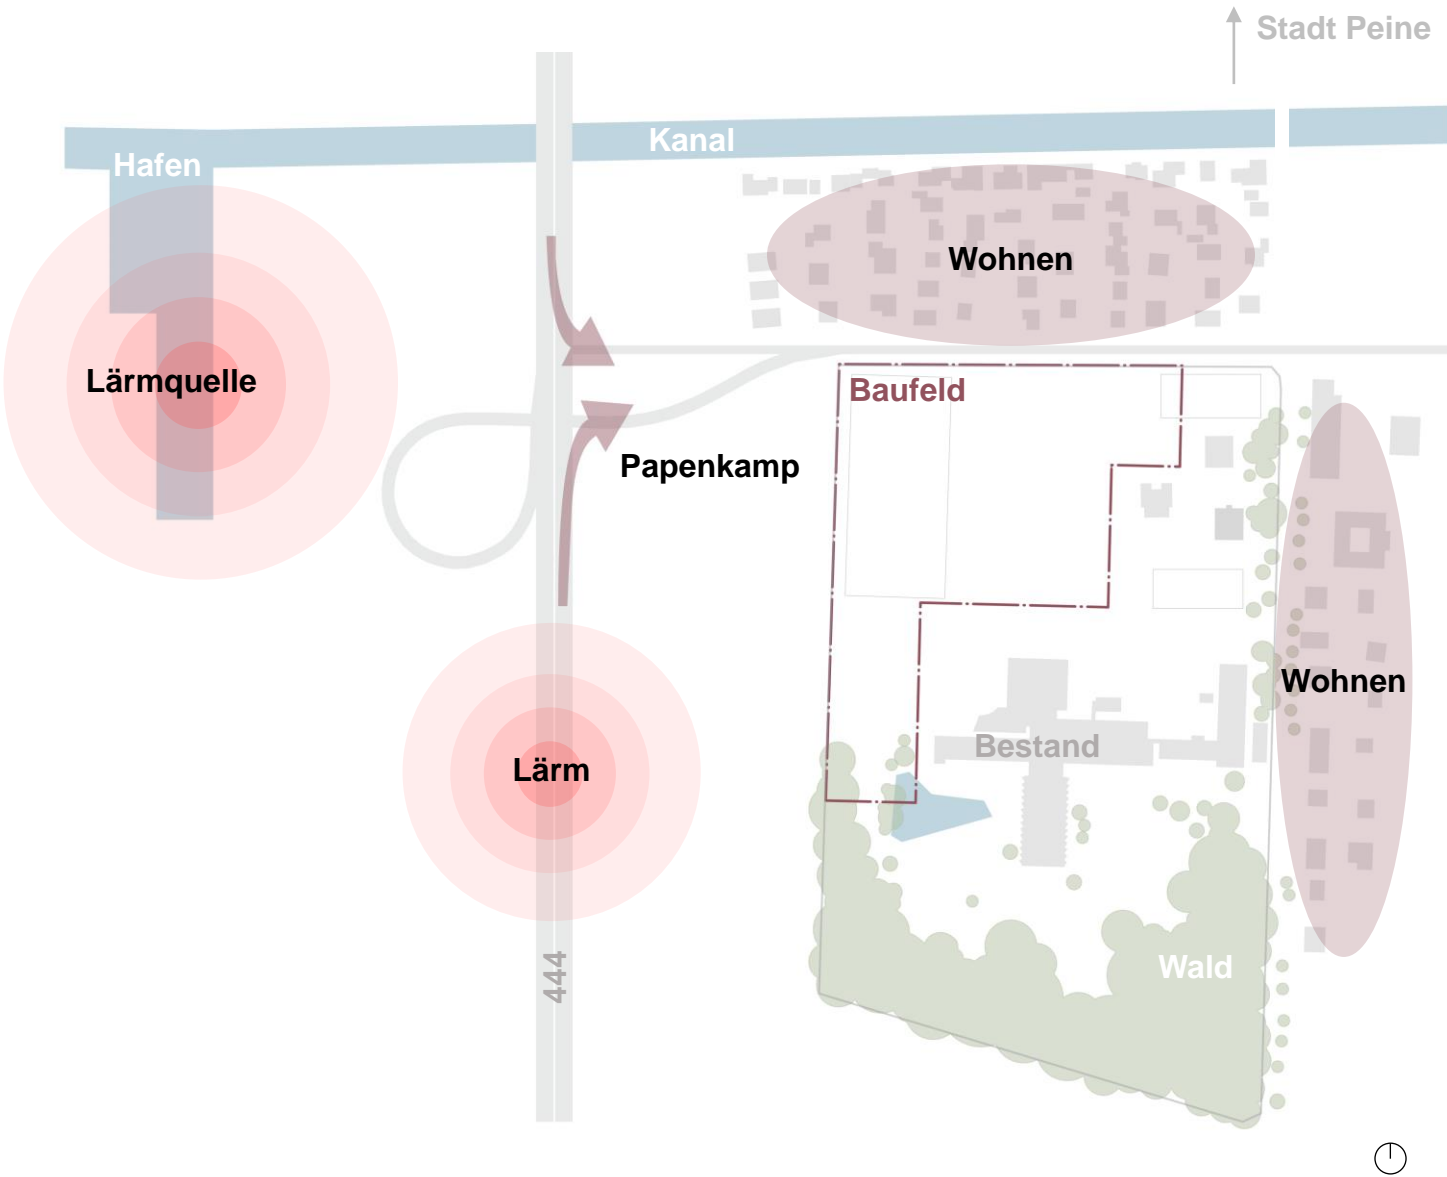 Stadt Peine
Kanal
Hafen
Wohnen
Lärmquelle
Baufeld
Papenkamp
Wohnen
Bestand
Lärm
Wald
444